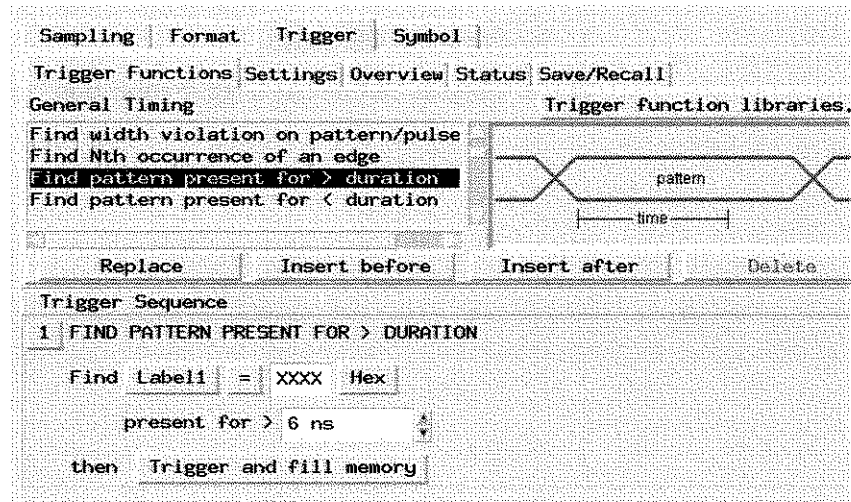 Sampling Format Trigger Symbol
Trigger Functions Settings Overview Status Save/Recall
General Timing Trigger function libraries.
Find width violation on pattern/pulse
Find Nth occurrence of an edge
Find pattern present for > duration
Find pattern present for < duration
pattern
time
Replace Insert before Insert after Delete
Trigger Sequence
1 FIND PATTERN PRESENT FOR > DURATION
Find Label1 = XXXX Hex
present for > 6 ns
then Trigger and fill memory